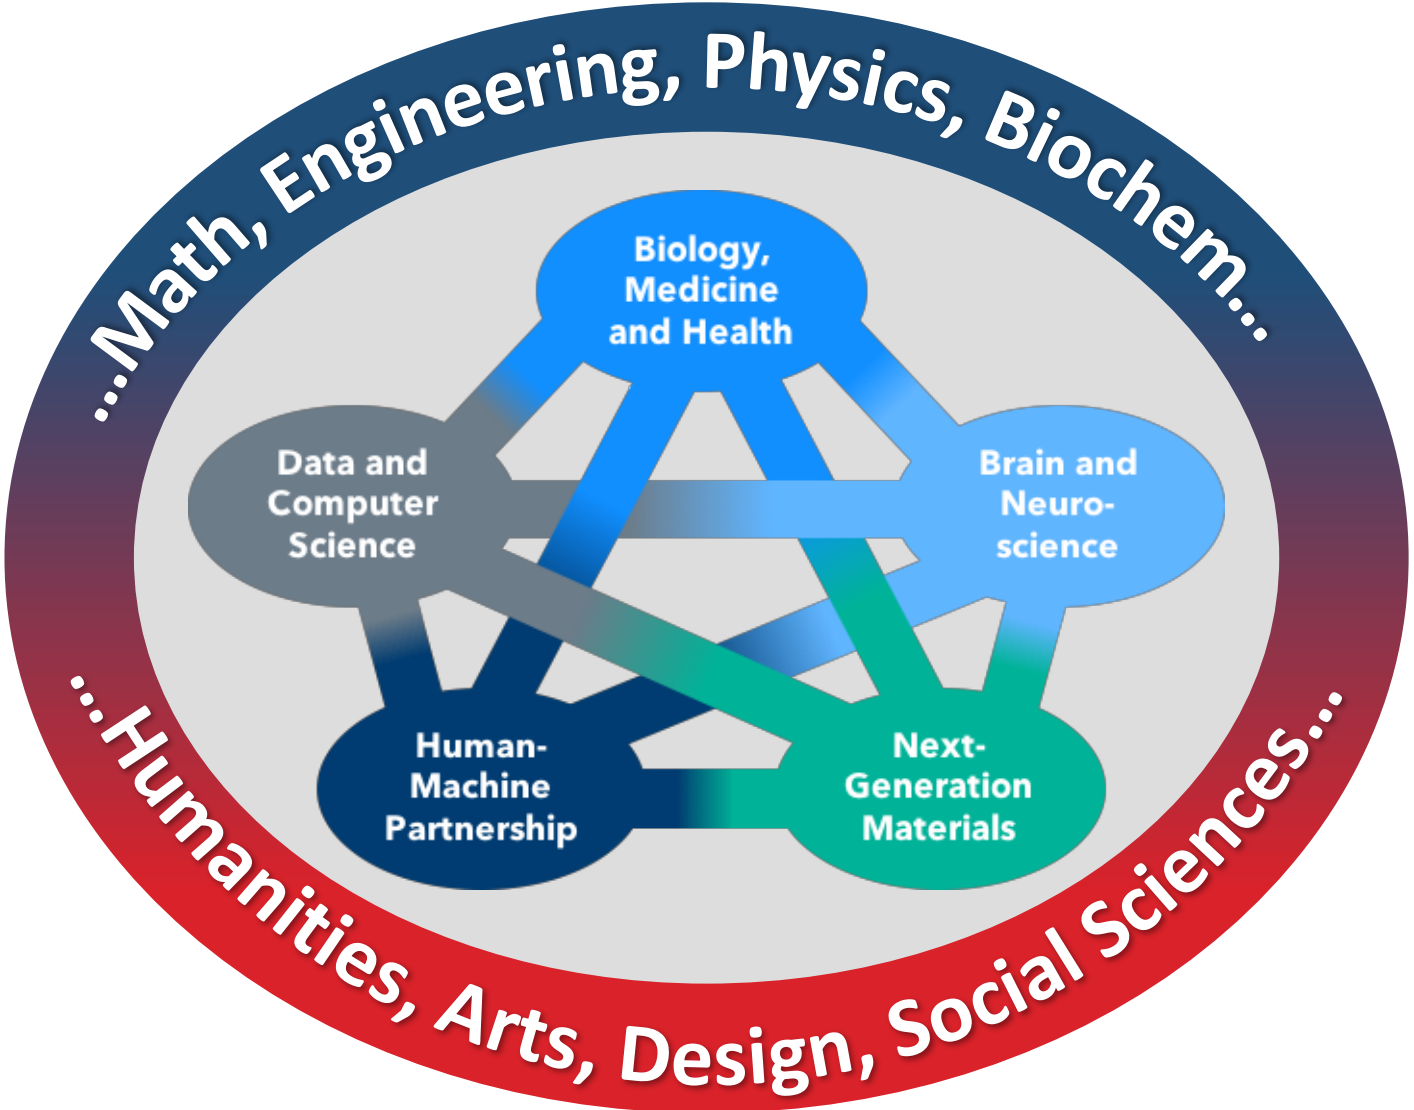 ...Math, Engineering, Physics, Biochem...
Biology,
Medicine
and Health
Data and
Computer
Science
Brain and
Neuro-
science
Human-
Machine
Partnership
Next-
Generation
Materials
...Humanities, Arts, Design, Social Sciences...